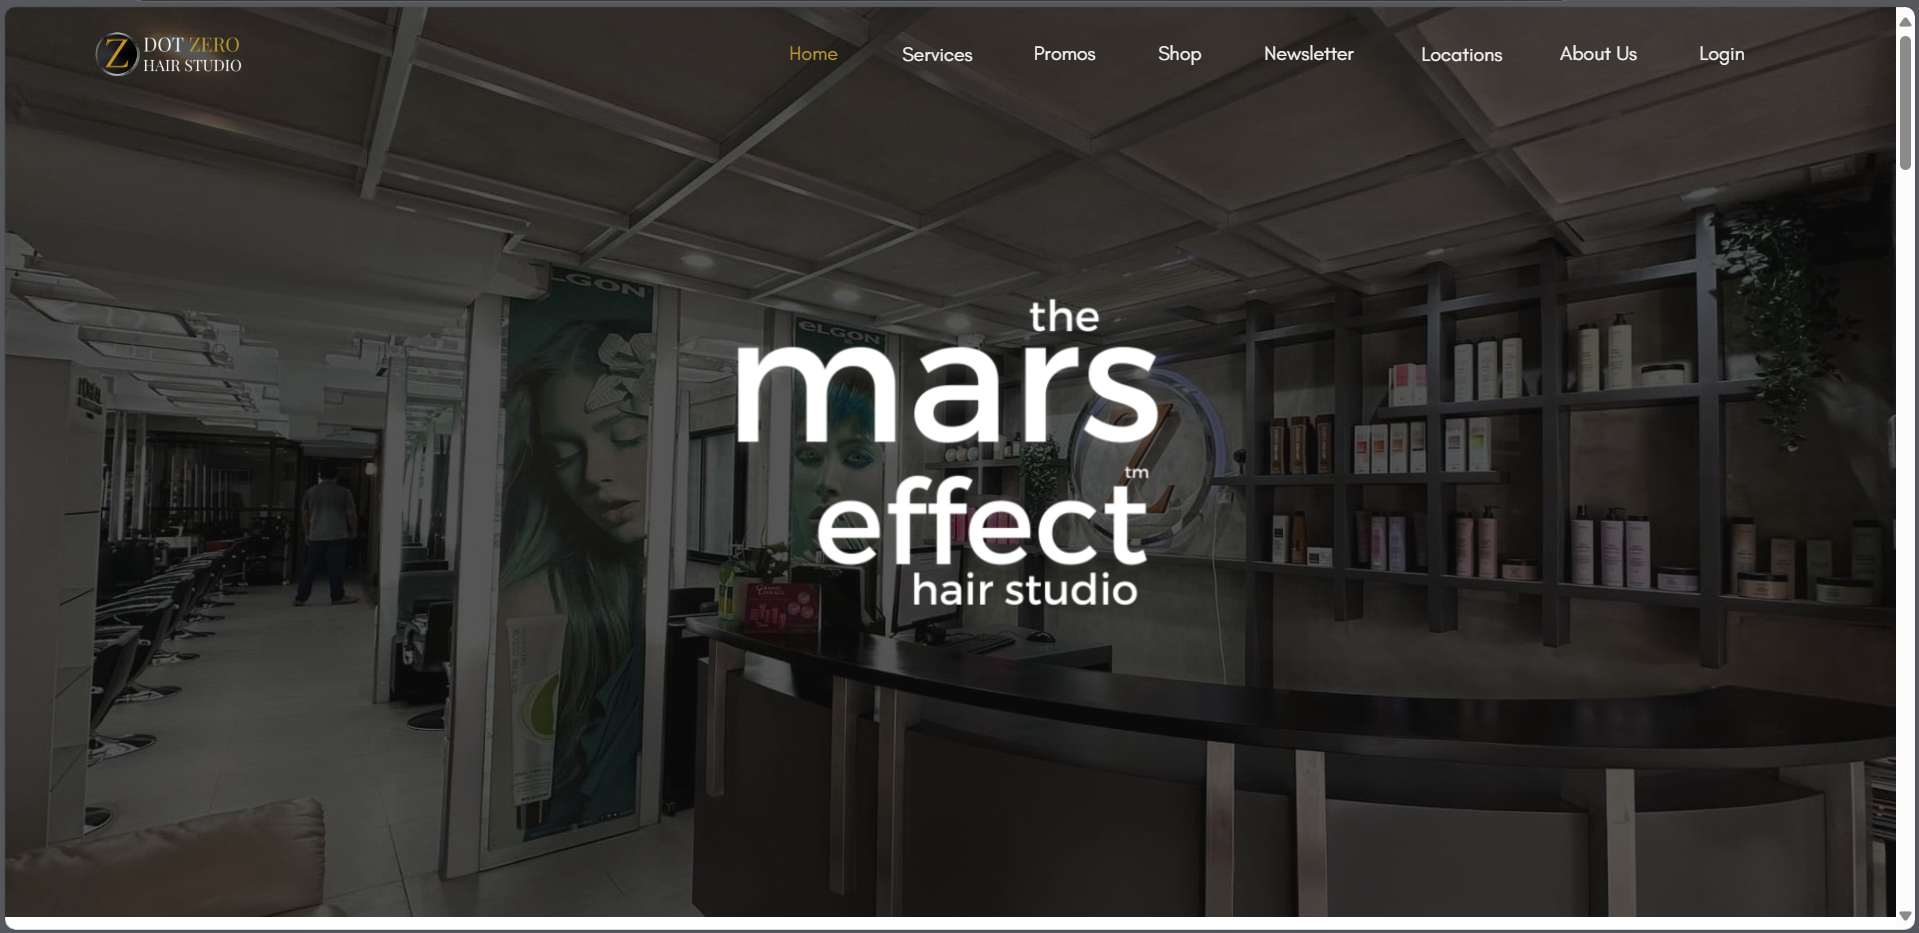 DOT ZERO
HAIR STUDIO
Home Services Promos Shop Newsletter Locations About Us Login
LGON
eLGON
the
mars
tm
effect
hair studio
Z